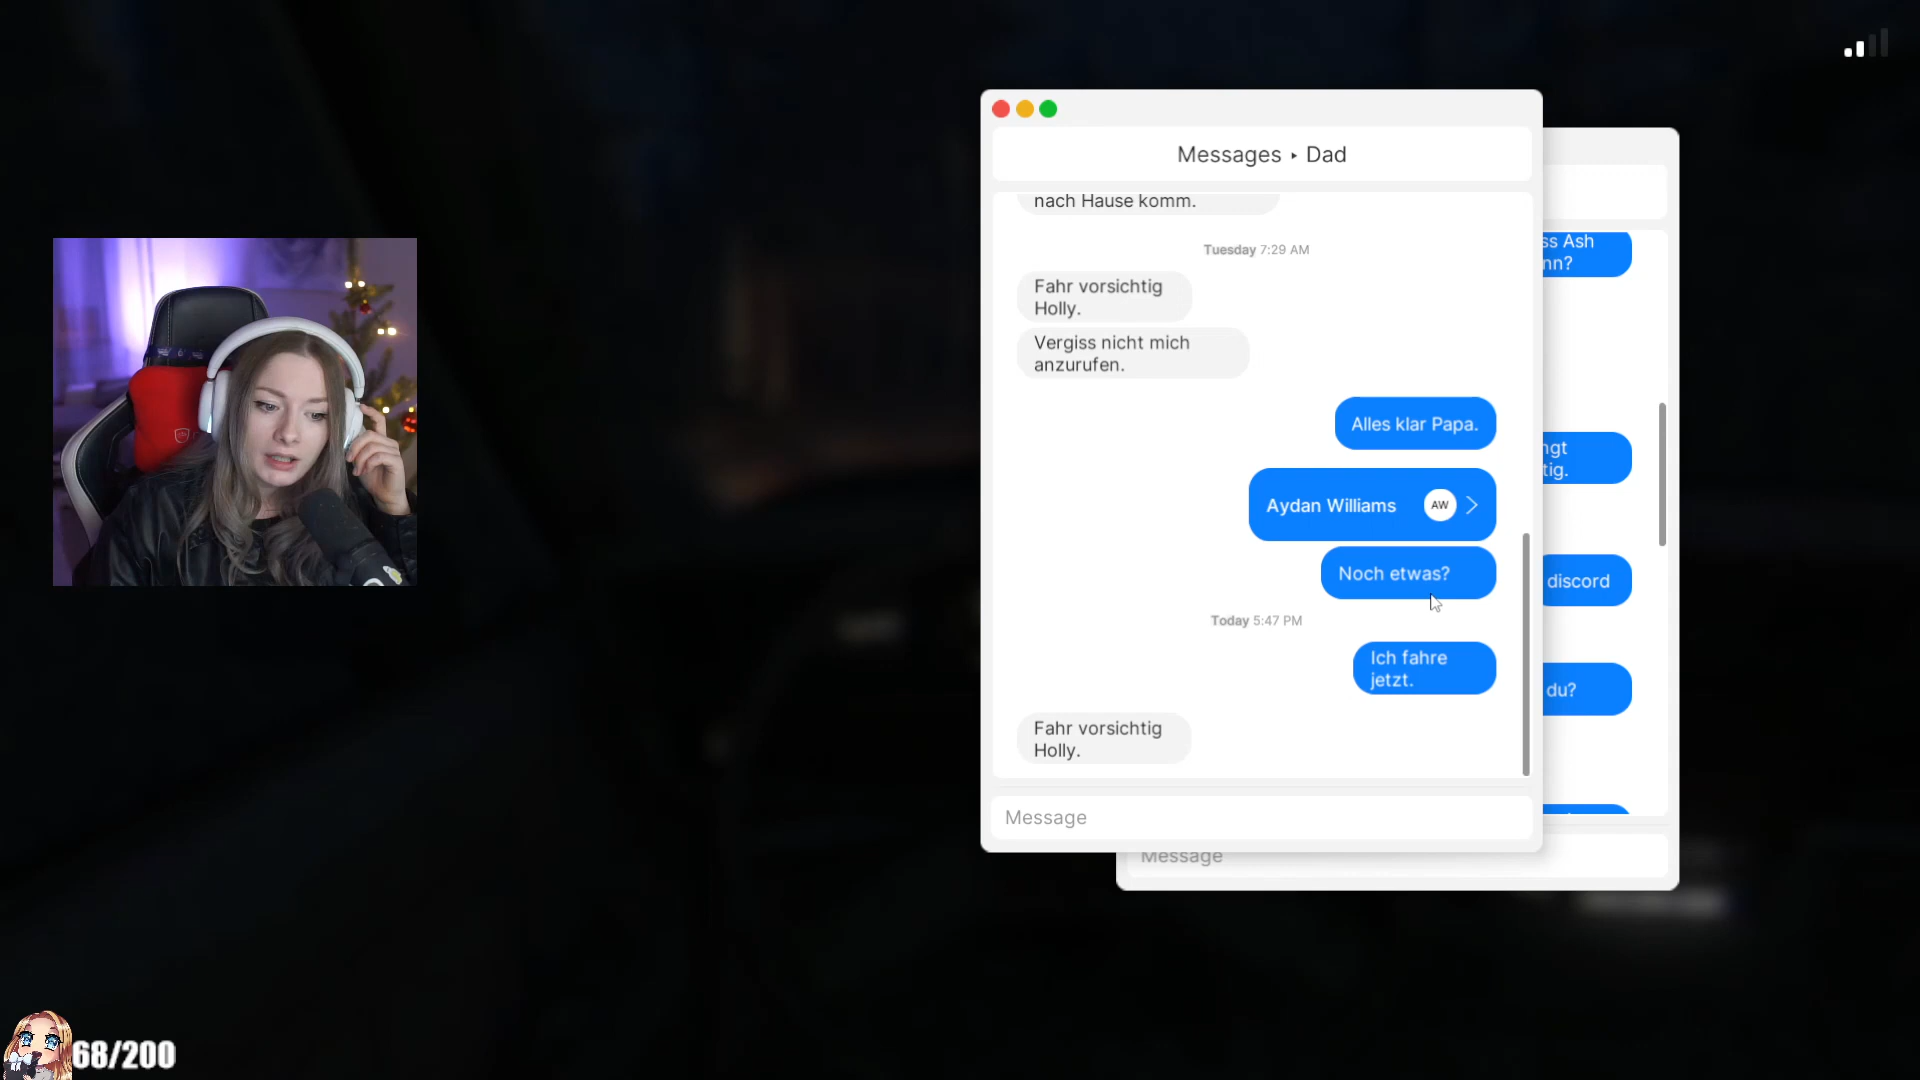 Messages ‣ Dad
nach Hause komm.
Tuesday 7:29 AM
Fahr vorsichtig
Holly.
Vergiss nicht mich
anzurufen.
Alles klar Papa.
Aydan Williams AW
Noch etwas?
Today 5:47 PM
Ich fahre
jetzt.
Fahr vorsichtig
Holly.
Message
ss Ash
nn?
ngt
tig.
discord
du?
Message
68/200